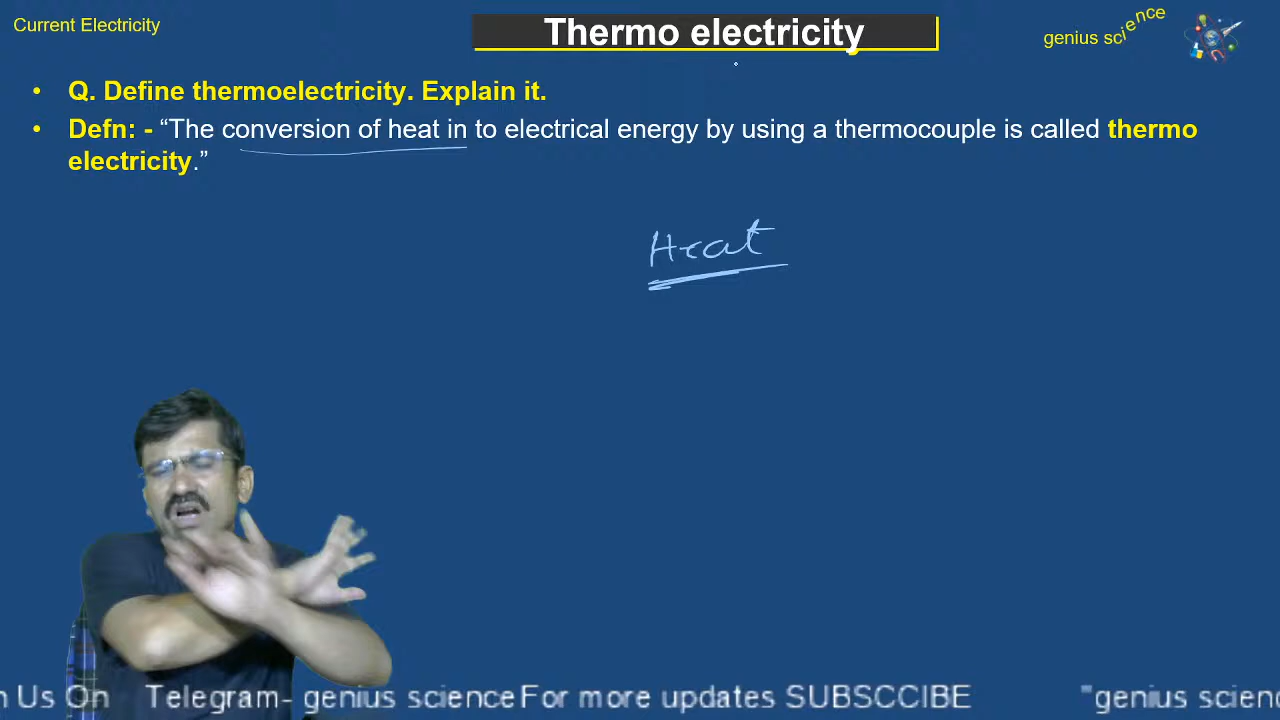 Current Electricity
Thermo electricity
genius science
• Q. Define thermoelectricity. Explain it.
• Defn: - “The conversion of heat in to electrical energy by using a thermocouple is called thermo
electricity.”
Heat
n Us On Telegram- genius science For more updates SUBSCCIBE "genius scien